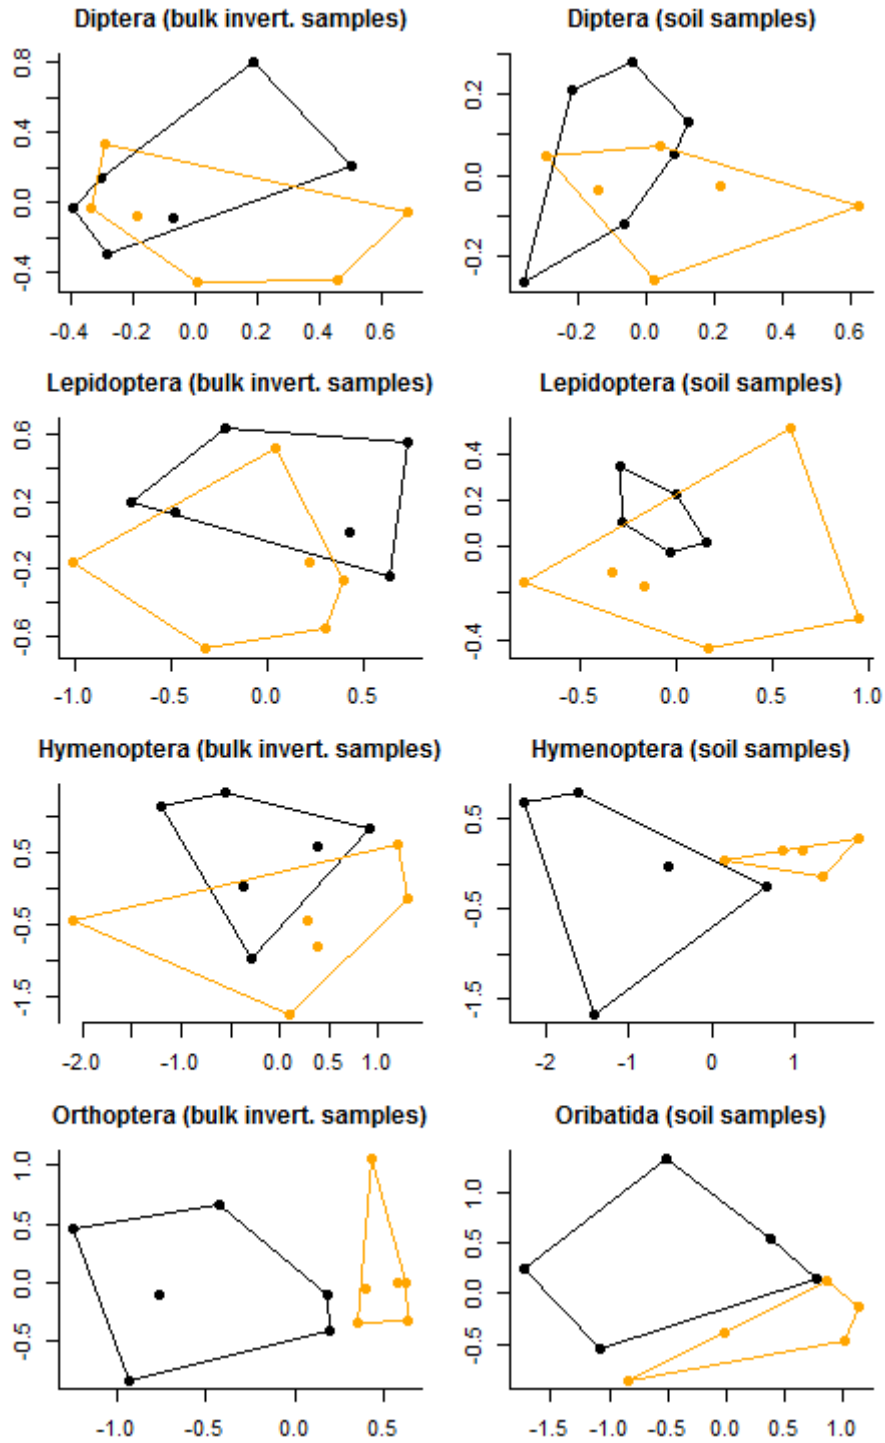 Diptera (bulk invert. samples)
Diptera (soil samples)
0.8
0.4
0.0
-0.4
-0.4 -0.2 0.0 0.2 0.4 0.6
0.2
0.0
-0.2
-0.2 0.0 0.2 0.4 0.6
Lepidoptera (bulk invert. samples)
Lepidoptera (soil samples)
0.6
0.2
-0.2
-0.6
-1.0 -0.5 0.0 0.5
0.4
0.2
0.0
-0.4
-0.5 0.0 0.5 1.0
Hymenoptera (bulk invert. samples)
Hymenoptera (soil samples)
0.5
-0.5
-1.5
-2.0 -1.0 0.0 0.5 1.0
0.5
-0.5
-1.5
-2 -1 0 1
Orthoptera (bulk invert. samples)
Oribatida (soil samples)
1.0
0.5
0.0
-0.5
-1.0 -0.5 0.0 0.5
1.0
0.5
0.0
-0.5
-1.5 -1.0 -0.5 0.0 0.5 1.0